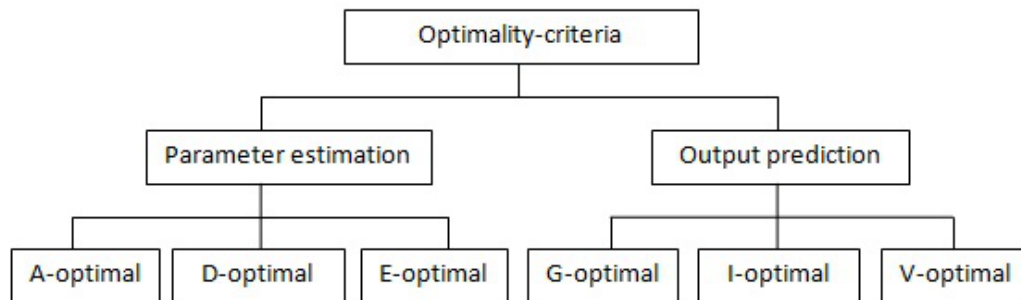 Optimality-criteria
Parameter estimation
Output prediction
A-optimal
D-optimal
E-optimal
G-optimal
I-optimal
V-optimal